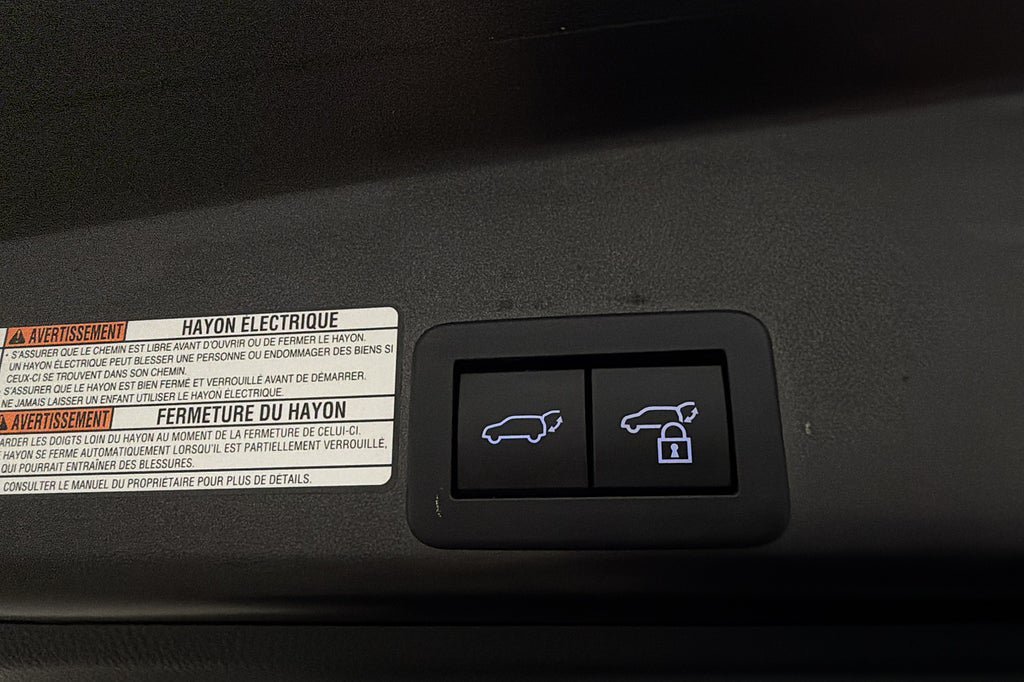 AVERTISSEMENT HAYON ÉLECTRIQUE
• S'ASSURER QUE LE CHEMIN EST LIBRE AVANT D'OUVRIR OU DE FERMER LE HAYON.
UN HAYON ÉLECTRIQUE PEUT BLESSER UNE PERSONNE OU ENDOMMAGER DES BIENS SI
CEUX-CI SE TROUVENT DANS SON CHEMIN.
S'ASSURER QUE LE HAYON EST BIEN FERMÉ ET VERROUILLÉ AVANT DE DÉMARRER.
NE JAMAIS LAISSER UN ENFANT UTILISER LE HAYON ÉLECTRIQUE.
AVERTISSEMENT FERMETURE DU HAYON
ARDER LES DOIGTS LOIN DU HAYON AU MOMENT DE LA FERMETURE DE CELUI-CI.
HAYON SE FERME AUTOMATIQUEMENT LORSQU'IL EST PARTIELLEMENT VERROUILLÉ,
QUI POURRAIT ENTRAÎNER DES BLESSURES.
CONSULTER LE MANUEL DU PROPRIÉTAIRE POUR PLUS DE DETAILS.